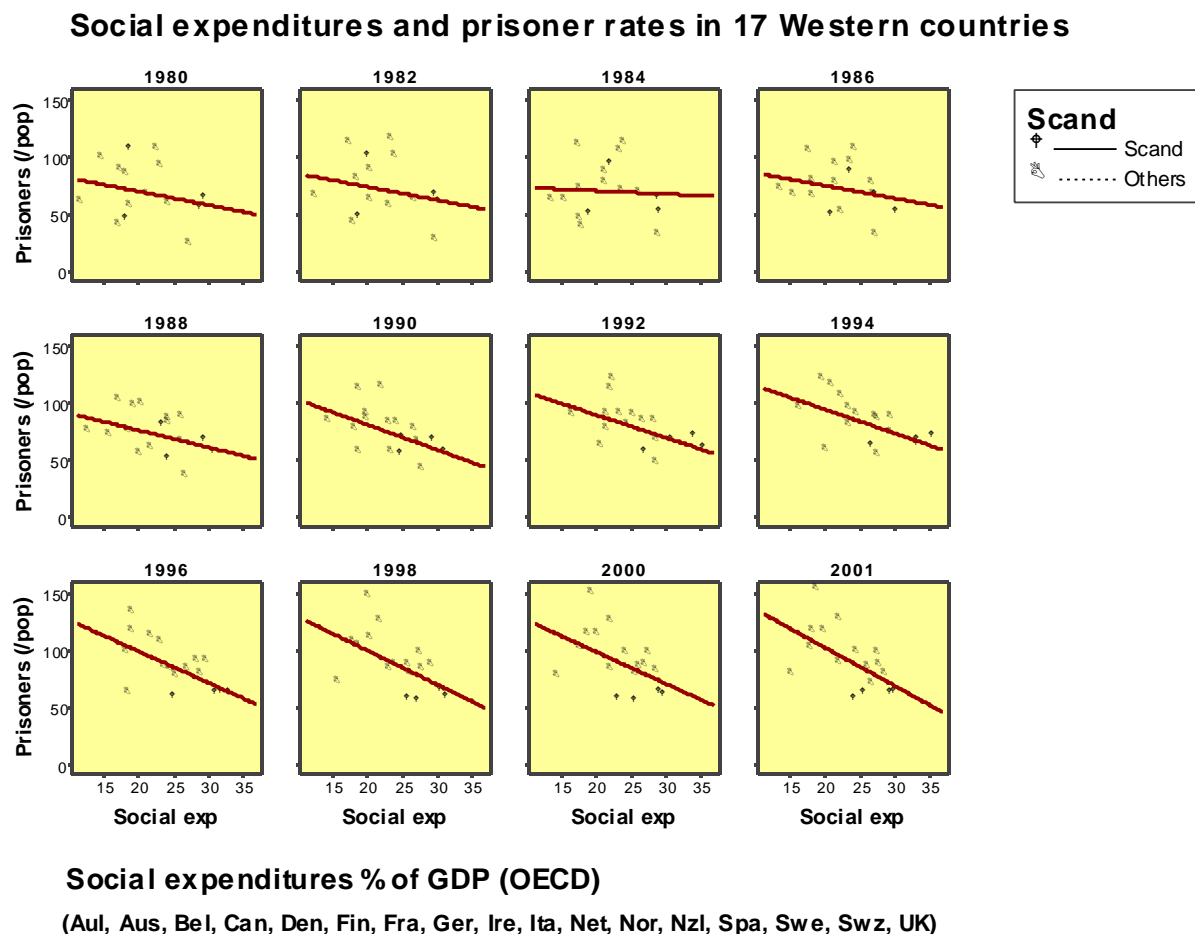 Social expenditures and prisoner rates in 17 Western countries
1980 1982 1984 1986
Prisoners (/pop)
150
100
50
0
Scand
Scand
Others
1988 1990 1992 1994
Prisoners (/pop)
150
100
50
0
1996 1998 2000 2001
Prisoners (/pop)
150
100
50
0
15 20 25 30 35 15 20 25 30 35 15 20 25 30 35 15 20 25 30 35
Social exp Social exp Social exp Social exp
Social expenditures % of GDP (OECD)
(Aul, Aus, Bel, Can, Den, Fin, Fra, Ger, Ire, Ita, Net, Nor, Nzl, Spa, Swe, Swz, UK)